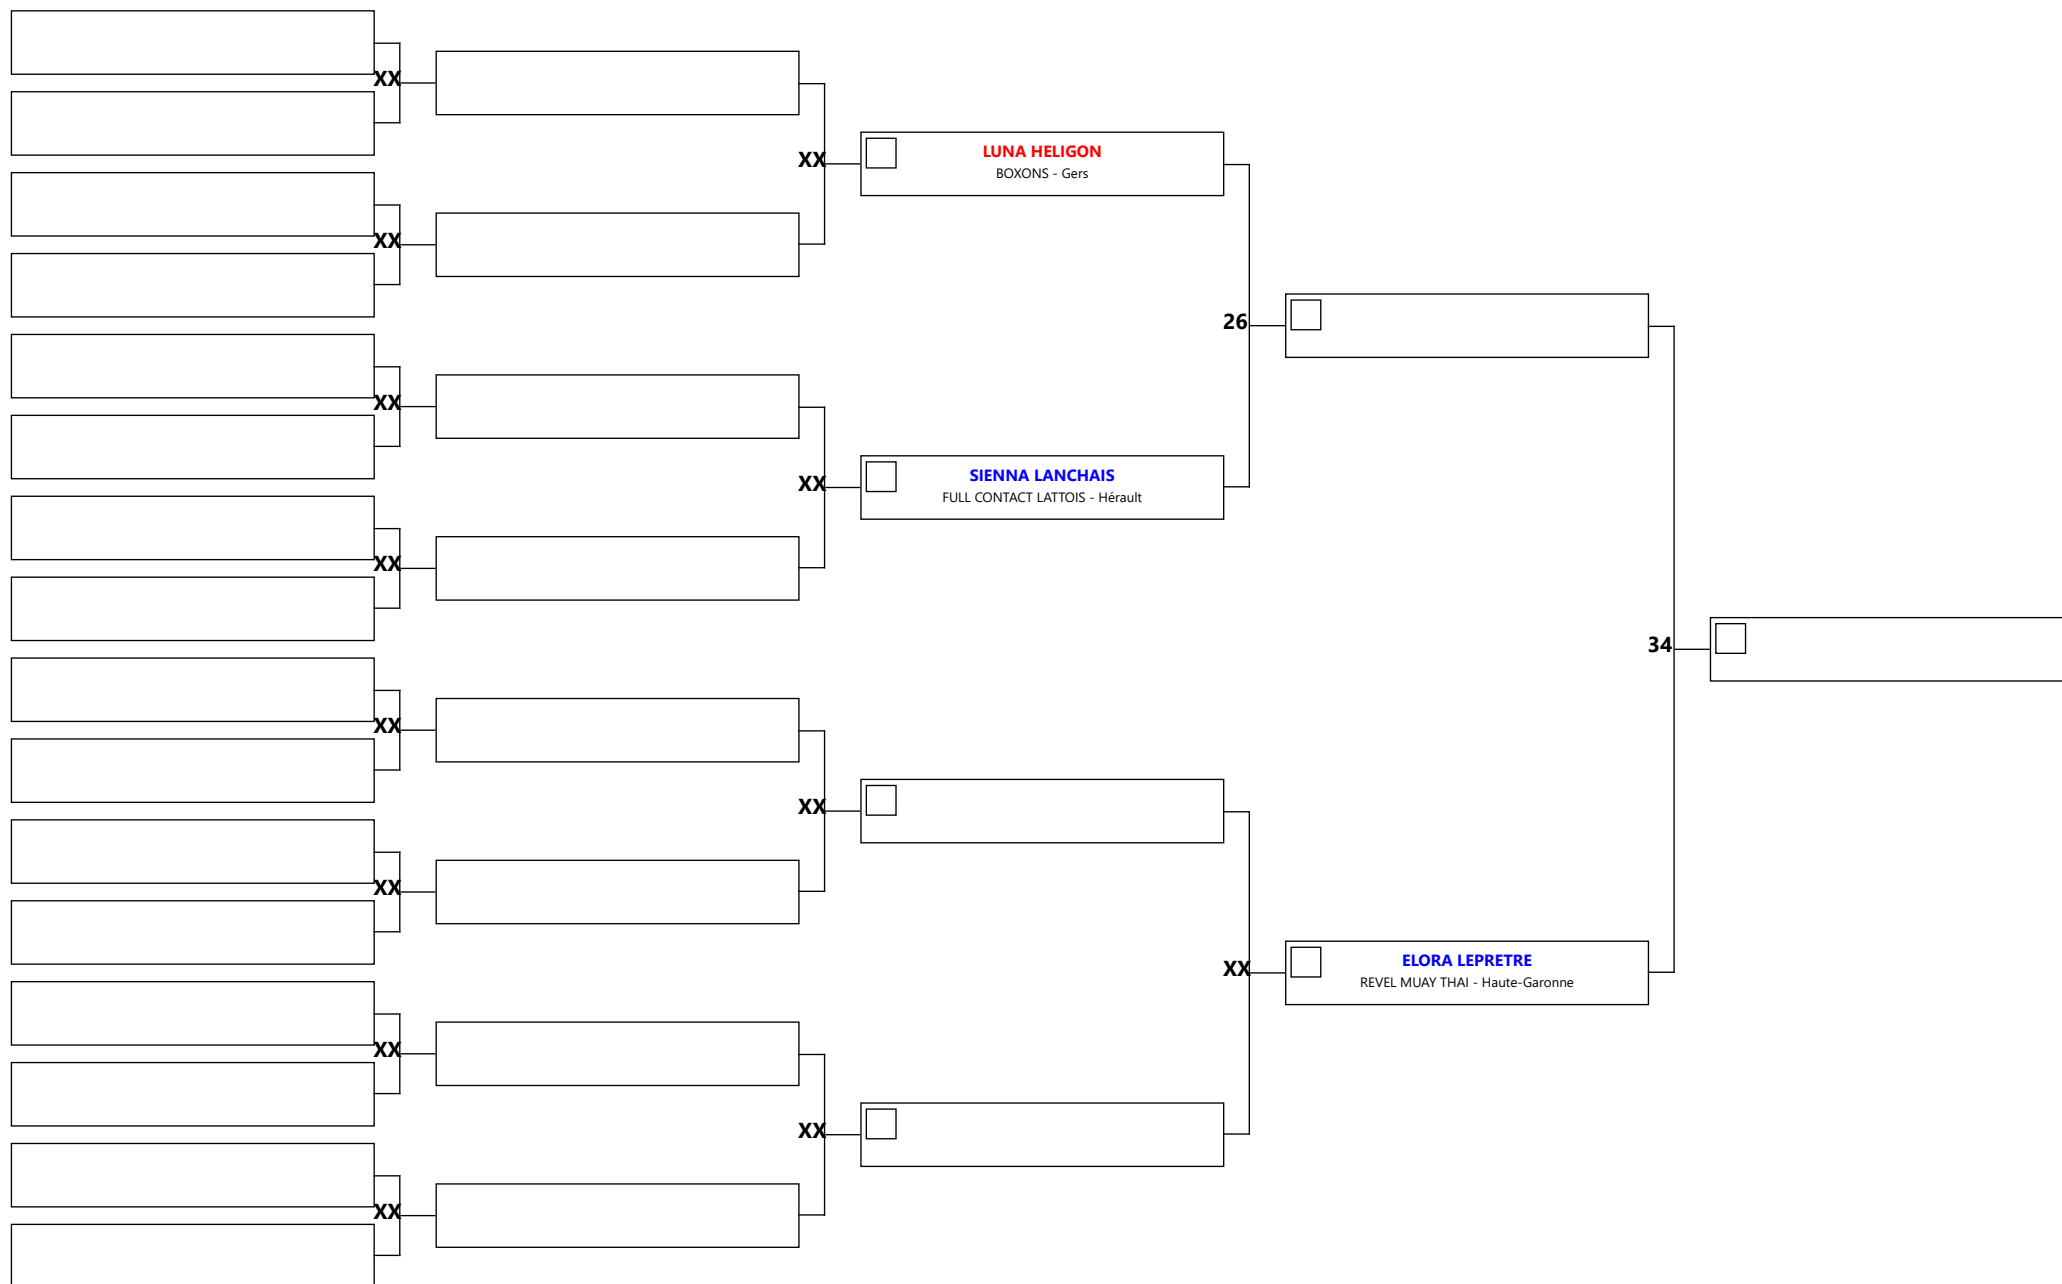 XX
XX
LUNA HELIGON
BOXONS - Gers
XX
26
XX
SIENNA LANCHAIS
FULL CONTACT LATTOIS - Hérault
XX
XX
34
XX
XX
XX
XX
ELORA LEPRETRE
REVEL MUAY THAI - Haute-Garonne
XX
XX
XX